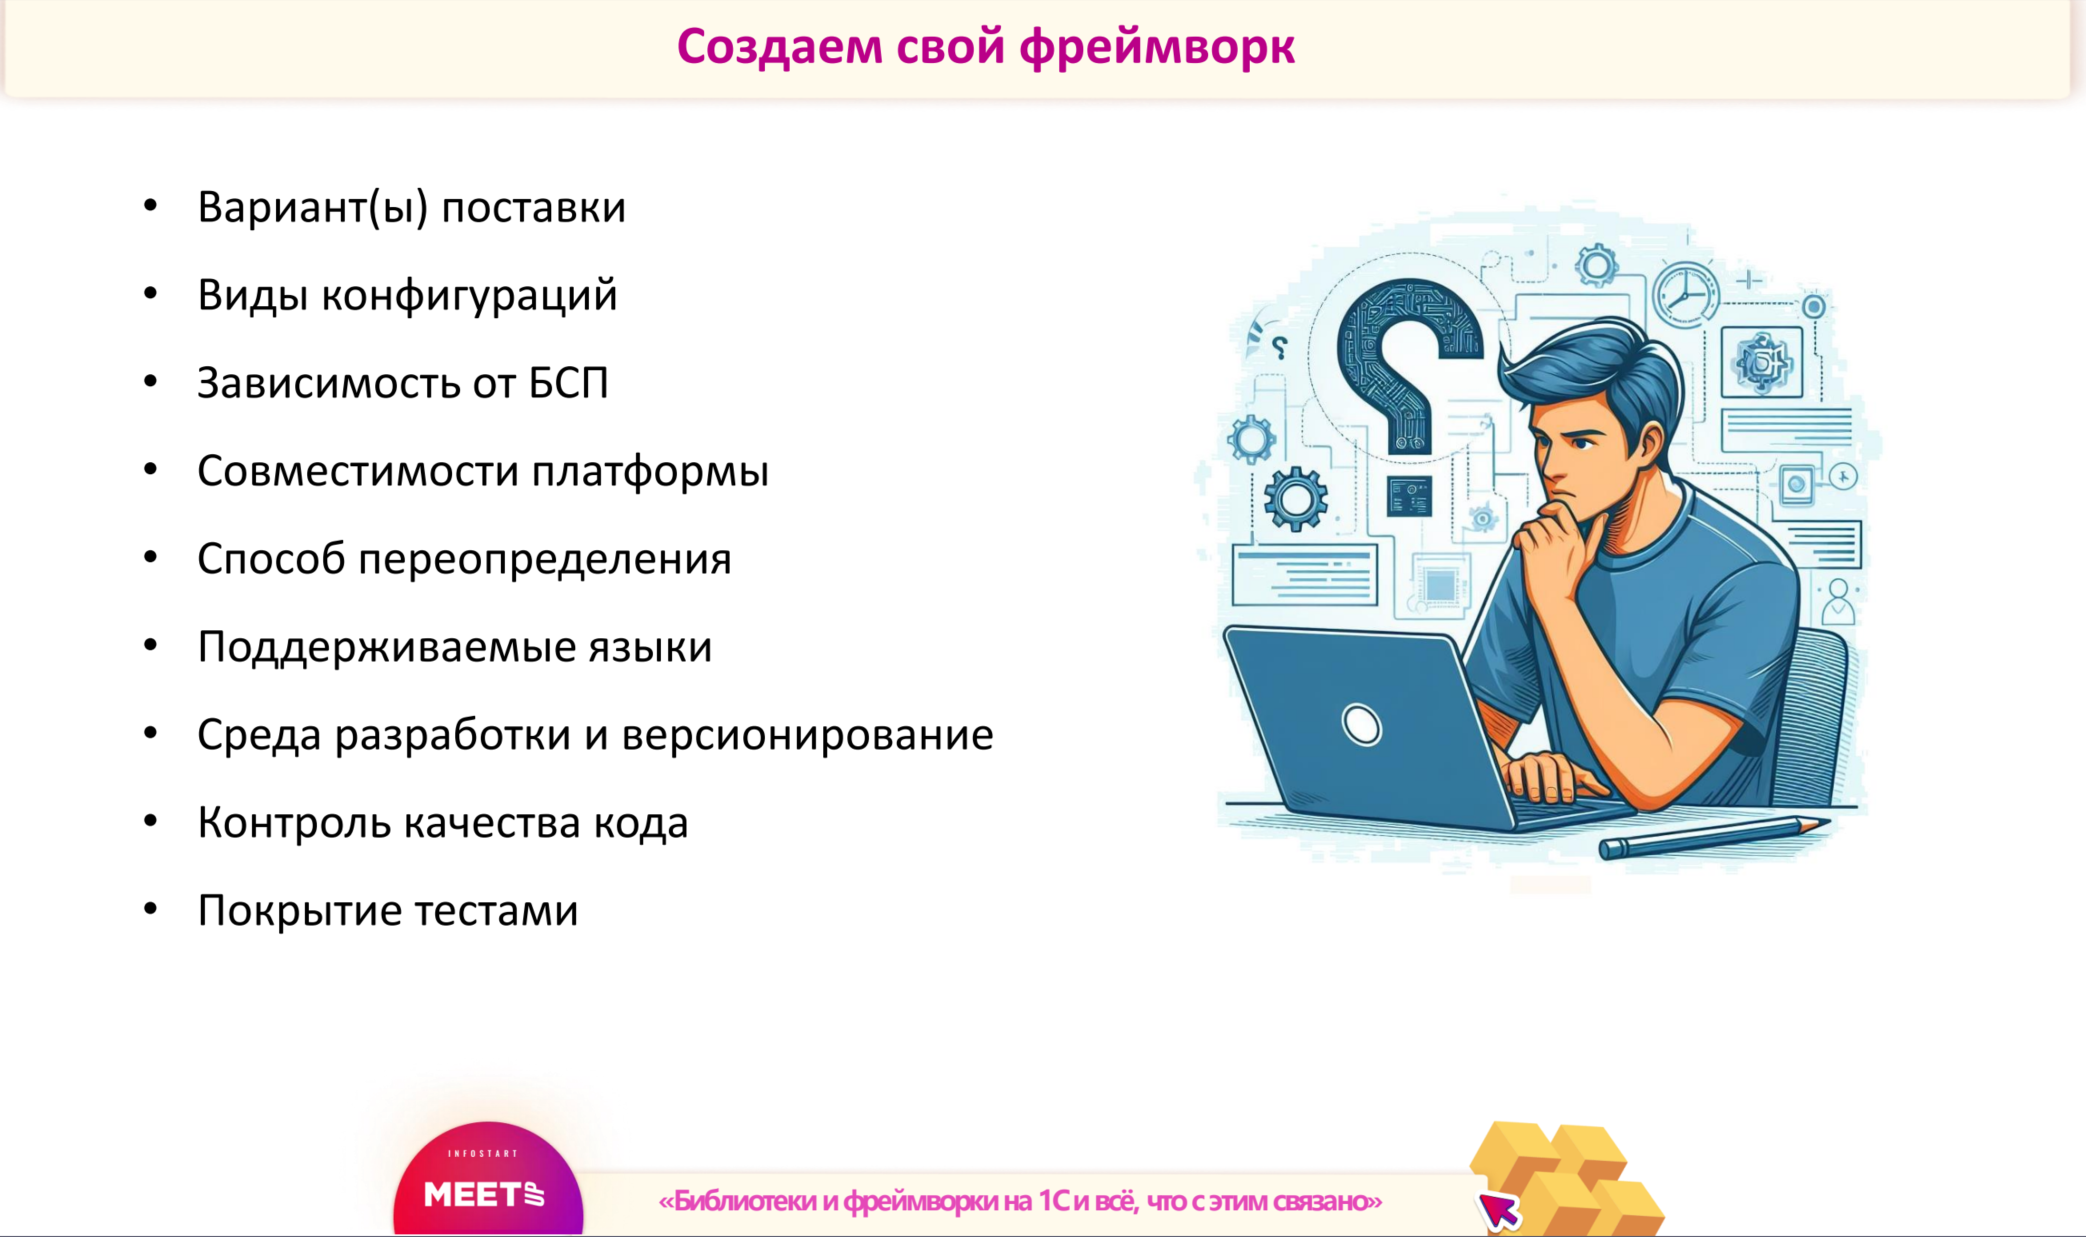 Создаем свой фреймворк
• Вариант(ы) поставки
• Виды конфигураций
• Зависимость от БСП
• Совместимости платформы
• Способ переопределения
• Поддерживаемые языки
• Среда разработки и версионирование
• Контроль качества кода
• Покрытие тестами
INFOSTART
MEETUP
«Библиотеки и фреймворки на 1С и всё, что с этим связано»